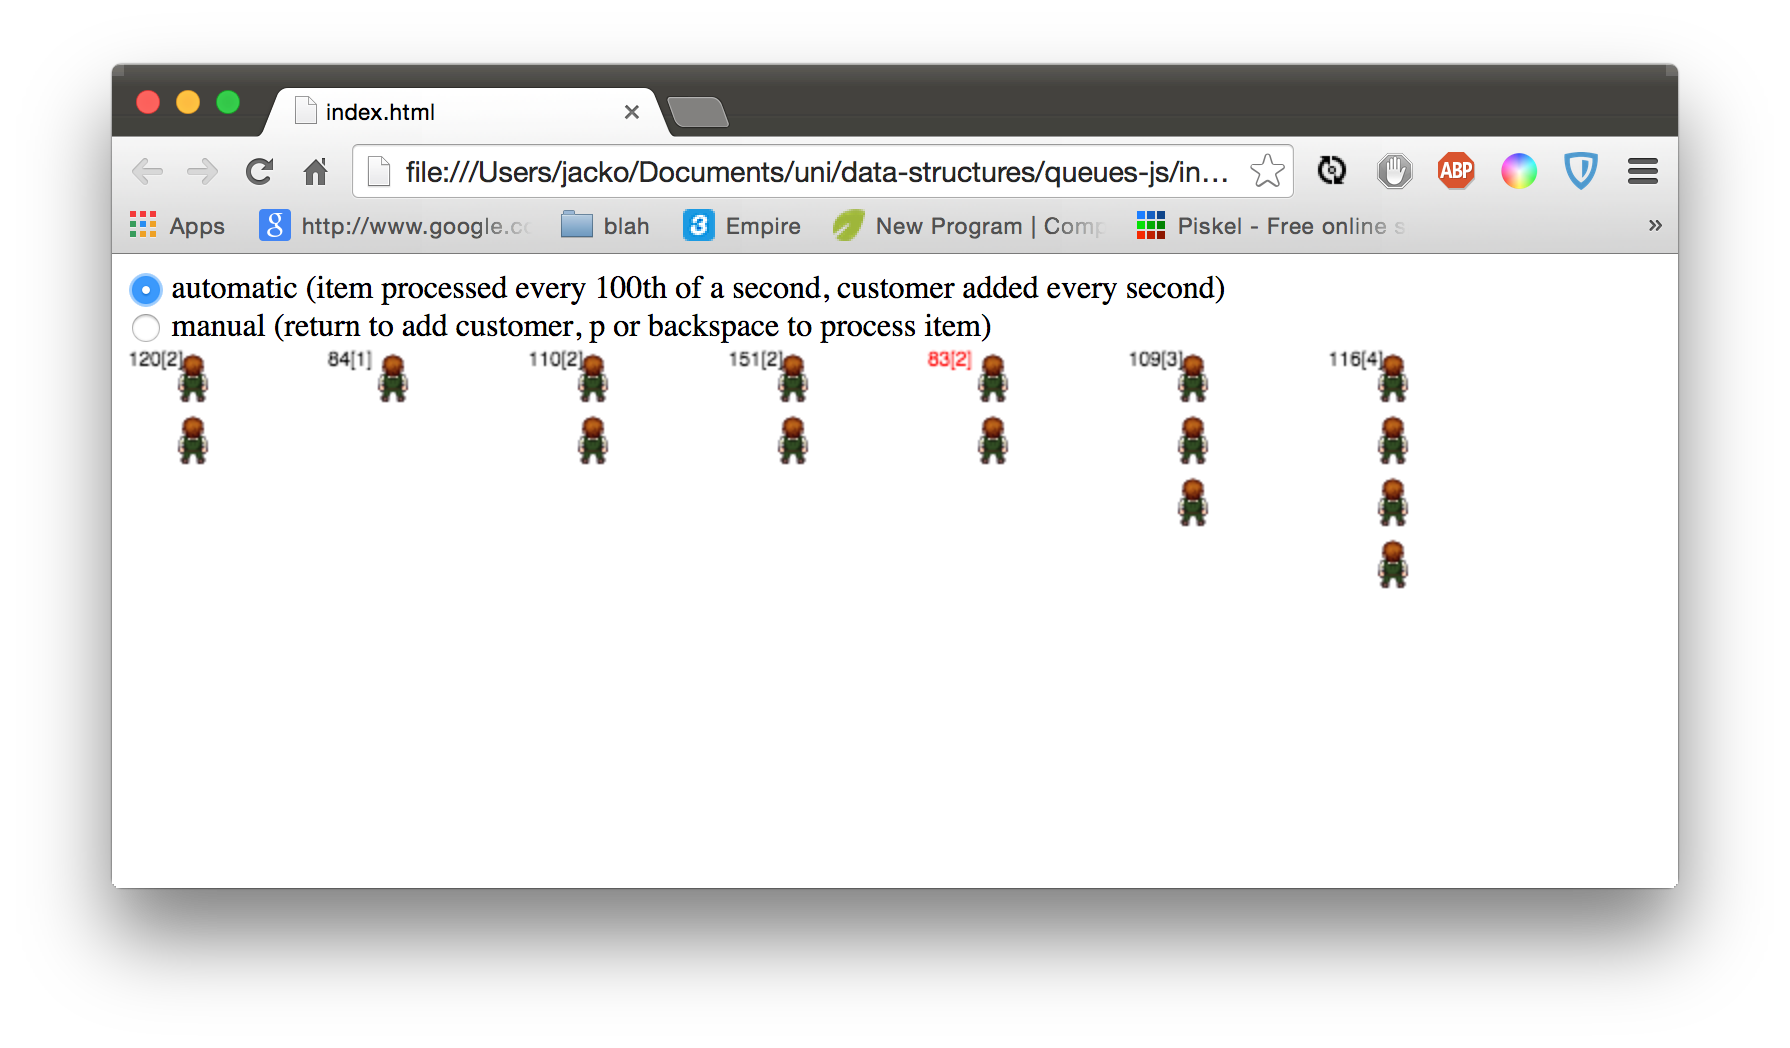 index.html
file:///Users/jacko/Documents/uni/data-structures/queues-js/in...
ABP
Apps
g http://www.google.co
blah
3 Empire
New Program | Comp
Piskel - Free online s
»
automatic (item processed every 100th of a second, customer added every second)
manual (return to add customer, p or backspace to process item)
120[2] 84[1] 110[2] 151[2] 83[2] 109[3] 116[4]